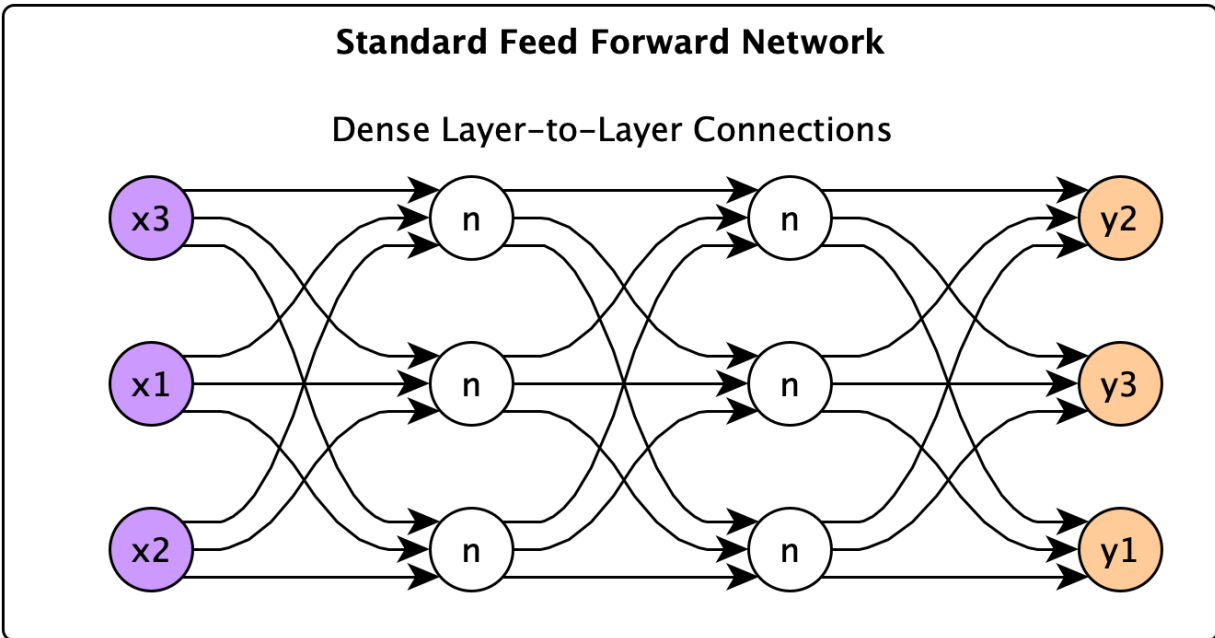 Standard Feed Forward Network
Dense Layer-to-Layer Connections
x3 n n y2
x1 n n y3
x2 n n y1